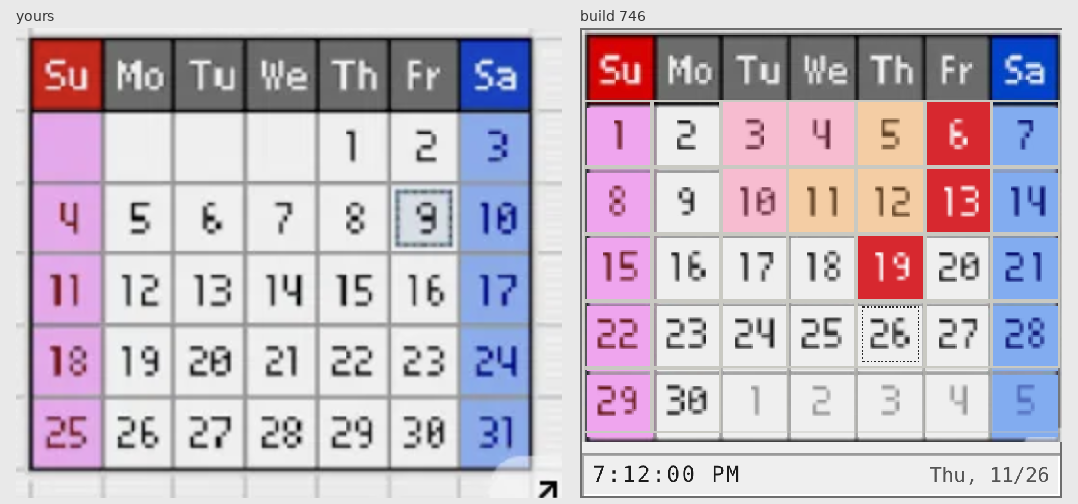 yours
Su Mo Tu We Th Fr Sa
1 2 3
4 5 6 7 8 9 10
11 12 13 14 15 16 17
18 19 20 21 22 23 24
25 26 27 28 29 30 31
build 746
Su Mo Tu We Th Fr Sa
1 2 3 4 5 6 7
8 9 10 11 12 13 14
15 16 17 18 19 20 21
22 23 24 25 26 27 28
29 30 1 2 3 4 5
7:12:00 PM Thu, 11/26